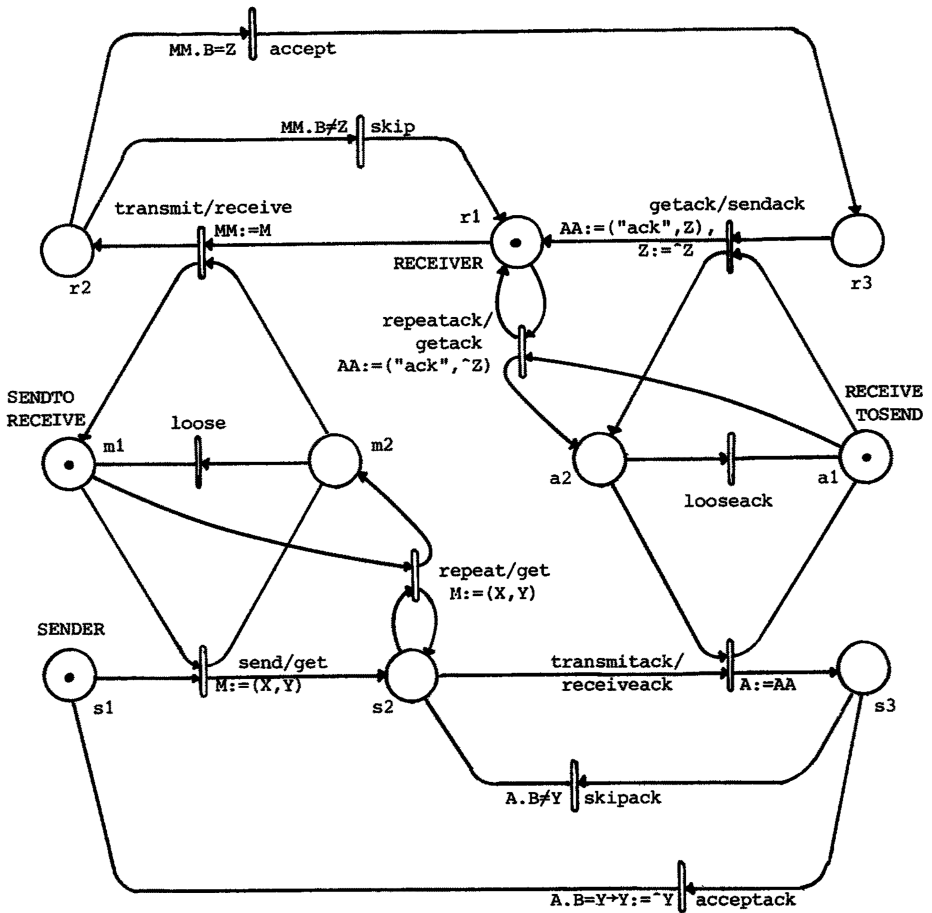 MM.B=Z accept
MM.B≠Z skip
transmit/receive
MM:=M
r1
getack/sendack
AA:=("ack",Z),
Z:=^Z
r2
RECEIVER
r3
repeatack/
getack
AA:=("ack",^Z)
SENDTO
RECEIVE
RECEIVE
TOSEND
m1
loose
m2
a2
a1
looseack
repeat/get
M:=(X,Y)
SENDER
send/get
M:=(X,Y)
transmitack/
receiveack
A:=AA
s1
s2
s3
A.B≠Y skipack
A.B=Y→Y:=^Y acceptack